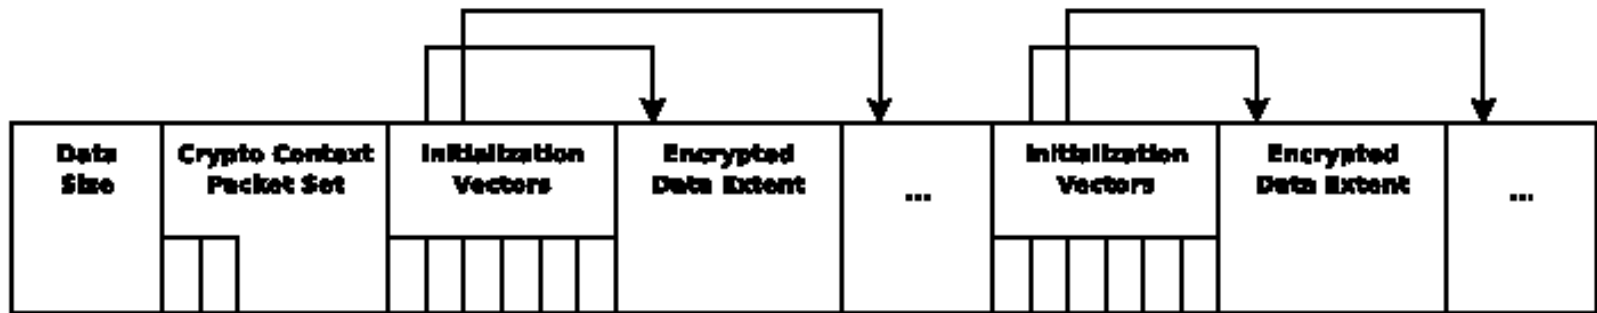 Data
Size
Crypto Context
Packet Set
Initialization
Vectors
Encrypted
Data Extent
...
Initialization
Vectors
Encrypted
Data Extent
...